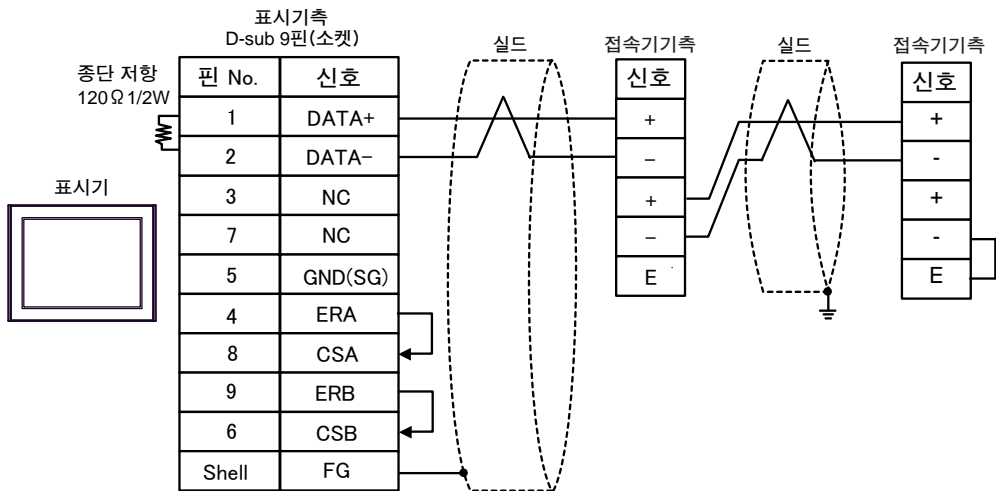 표시기측
D-sub 9핀(소켓)
종단 저항
120Ω 1/2W
표시기
핀 No. 신호
1 DATA+
2 DATA−
3 NC
7 NC
5 GND(SG)
4 ERA
8 CSA
9 ERB
6 CSB
Shell FG
실드
접속기기측
신호
+
−
+
−
E
실드
접속기기측
신호
+
-
+
-
E